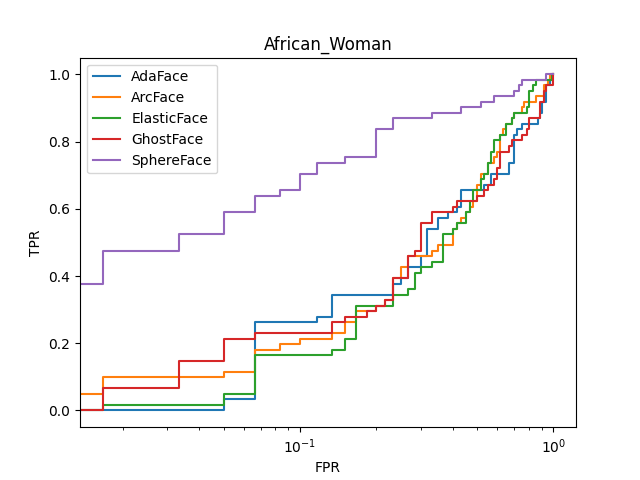 African_Woman
AdaFace
ArcFace
ElasticFace
GhostFace
SphereFace
TPR
1.0
0.8
0.6
0.4
0.2
0.0
10⁻¹
10⁰
FPR